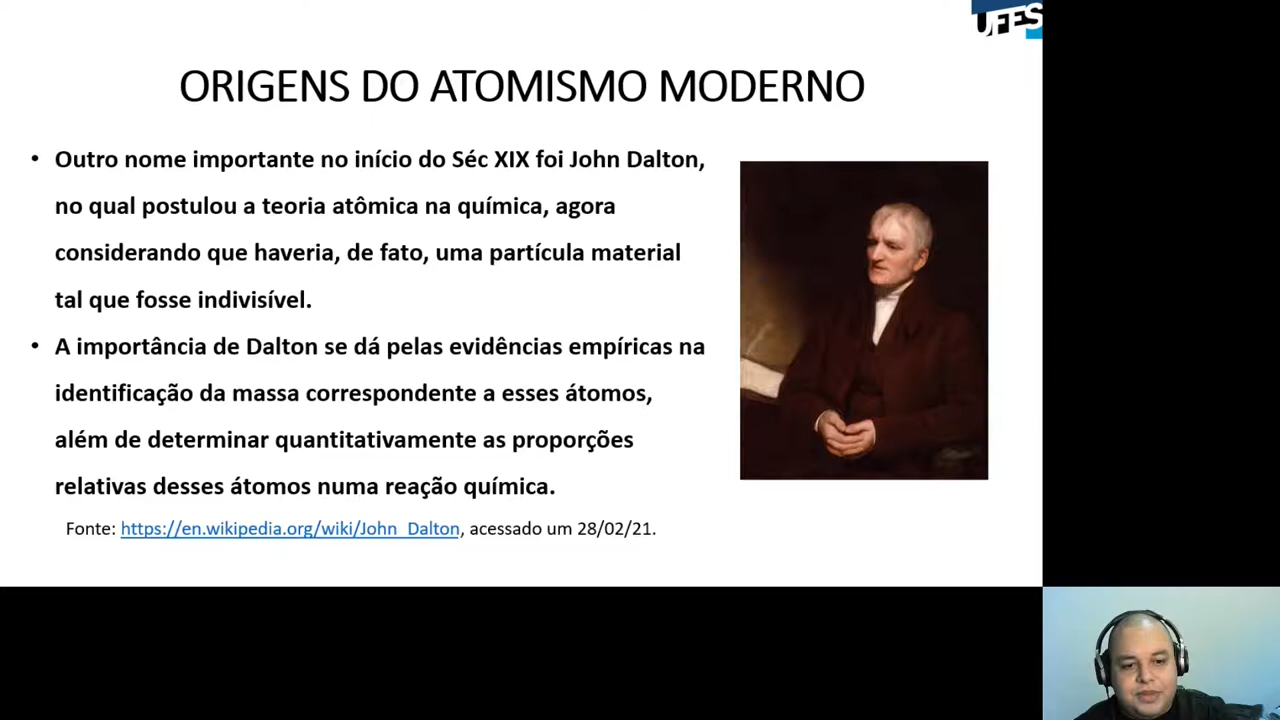 UFES
ORIGENS DO ATOMISMO MODERNO
• Outro nome importante no início do Séc XIX foi John Dalton,
no qual postulou a teoria atômica na química, agora
considerando que haveria, de fato, uma partícula material
tal que fosse indivisível.
• A importância de Dalton se dá pelas evidências empíricas na
identificação da massa correspondente a esses átomos,
além de determinar quantitativamente as proporções
relativas desses átomos numa reação química.
Fonte: https://en.wikipedia.org/wiki/John_Dalton, acessado um 28/02/21.